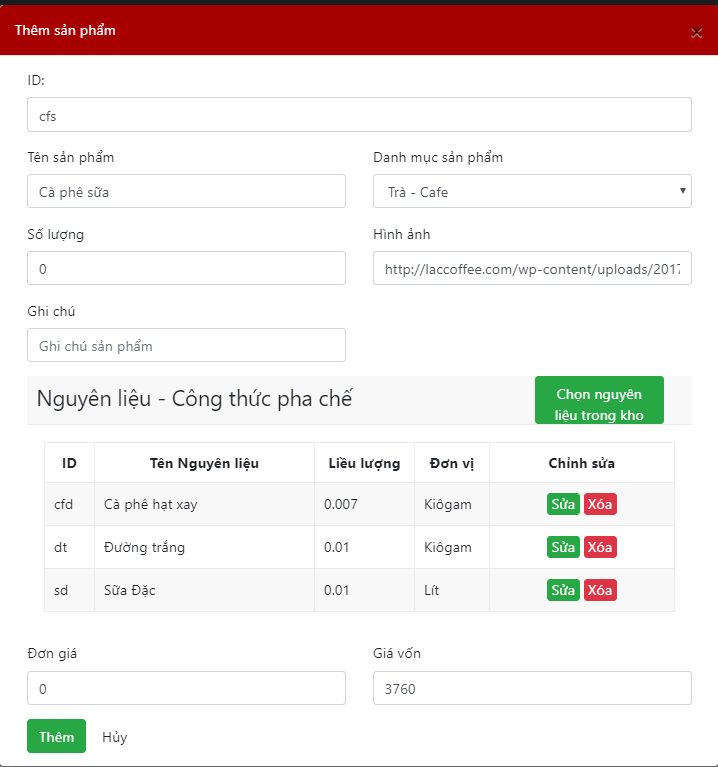 Thêm sản phẩm
×
ID:
cfs
Tên sản phẩm Danh mục sản phẩm
Cà phê sữa Trà - Cafe
Số lượng Hình ảnh
0 http://laccoffee.com/wp-content/uploads/2017
Ghi chú
Ghi chú sản phẩm
Nguyên liệu - Công thức pha chế
Chọn nguyên
liệu trong kho
ID Tên Nguyên liệu Liều lượng Đơn vị Chỉnh sửa
cfd Cà phê hạt xay 0.007 Kiôgam Sửa Xóa
dt Đường trắng 0.01 Kiôgam Sửa Xóa
sd Sữa Đặc 0.01 Lít Sửa Xóa
Đơn giá Giá vốn
0 3760
Thêm Hủy